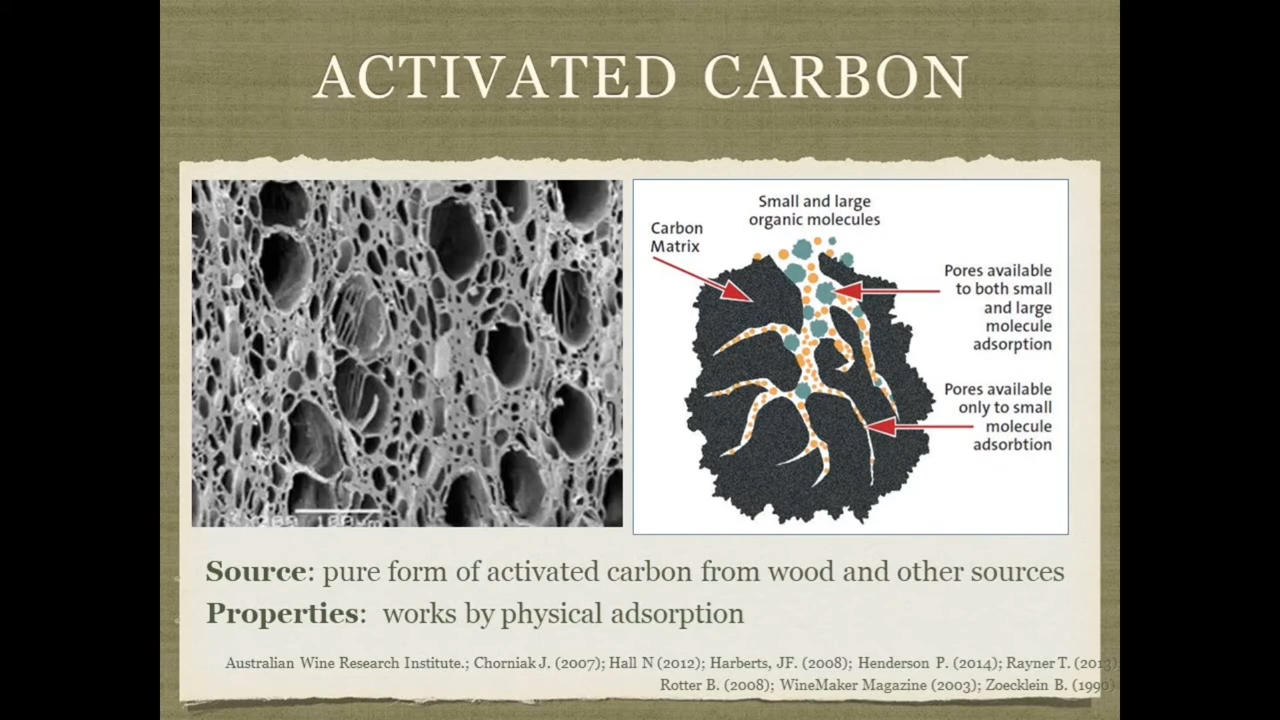 ACTIVATED CARBON
Small and large
organic molecules
Carbon
Matrix
Pores available
to both small
and large
molecule
adsorption
Pores available
only to small
molecule
adsorbtion
Source: pure form of activated carbon from wood and other sources
Properties: works by physical adsorption
Australian Wine Research Institute.; Chorniak J. (2007); Hall N (2012); Harberts, JF. (2008); Henderson P. (2014); Rayner T. (2013)
Rotter B. (2008); WineMaker Magazine (2003); Zoecklein B. (1990)